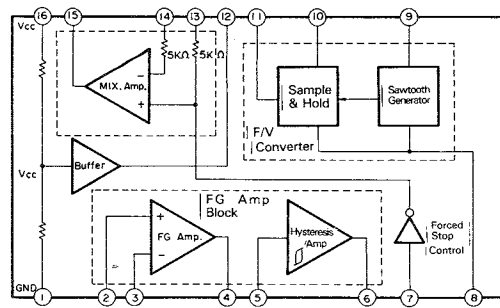 16 15 14 13 12 11 10 9
Vcc
5KΩ 5KΩ
MIX. Amp.
−
+
Sample & Hold
Sawtooth Generator
F/V Converter
Vcc
Buffer
FG Amp Block
+
FG Amp.
−
Hysteresis Amp
Forced Stop Control
GND
1 2 3 4 5 6 7 8